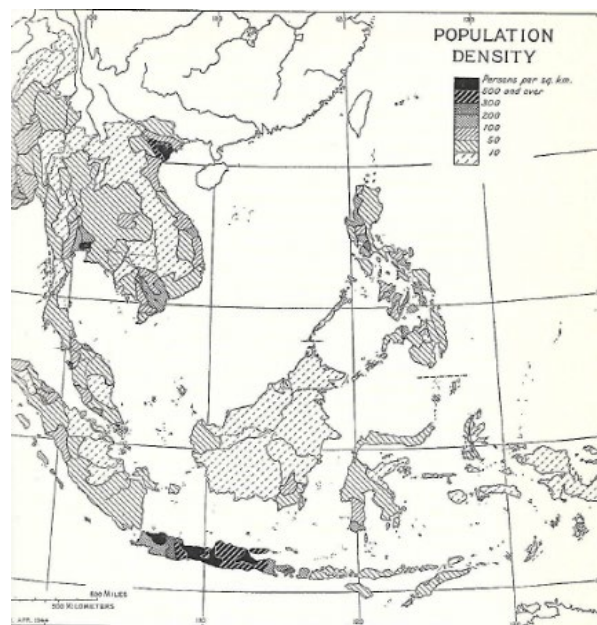 POPULATION
DENSITY
Persons per sq. km.
500 and over
300
200
100
50
10
500 MILES
500 KILOMETERS